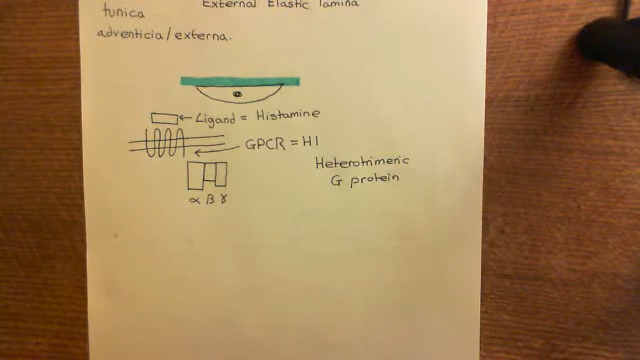 External Elastic lamina
tunica
adventicia/externa.
Ligand = Histamine
GPCR = H1
Heterotrimeric
G protein
α β γ